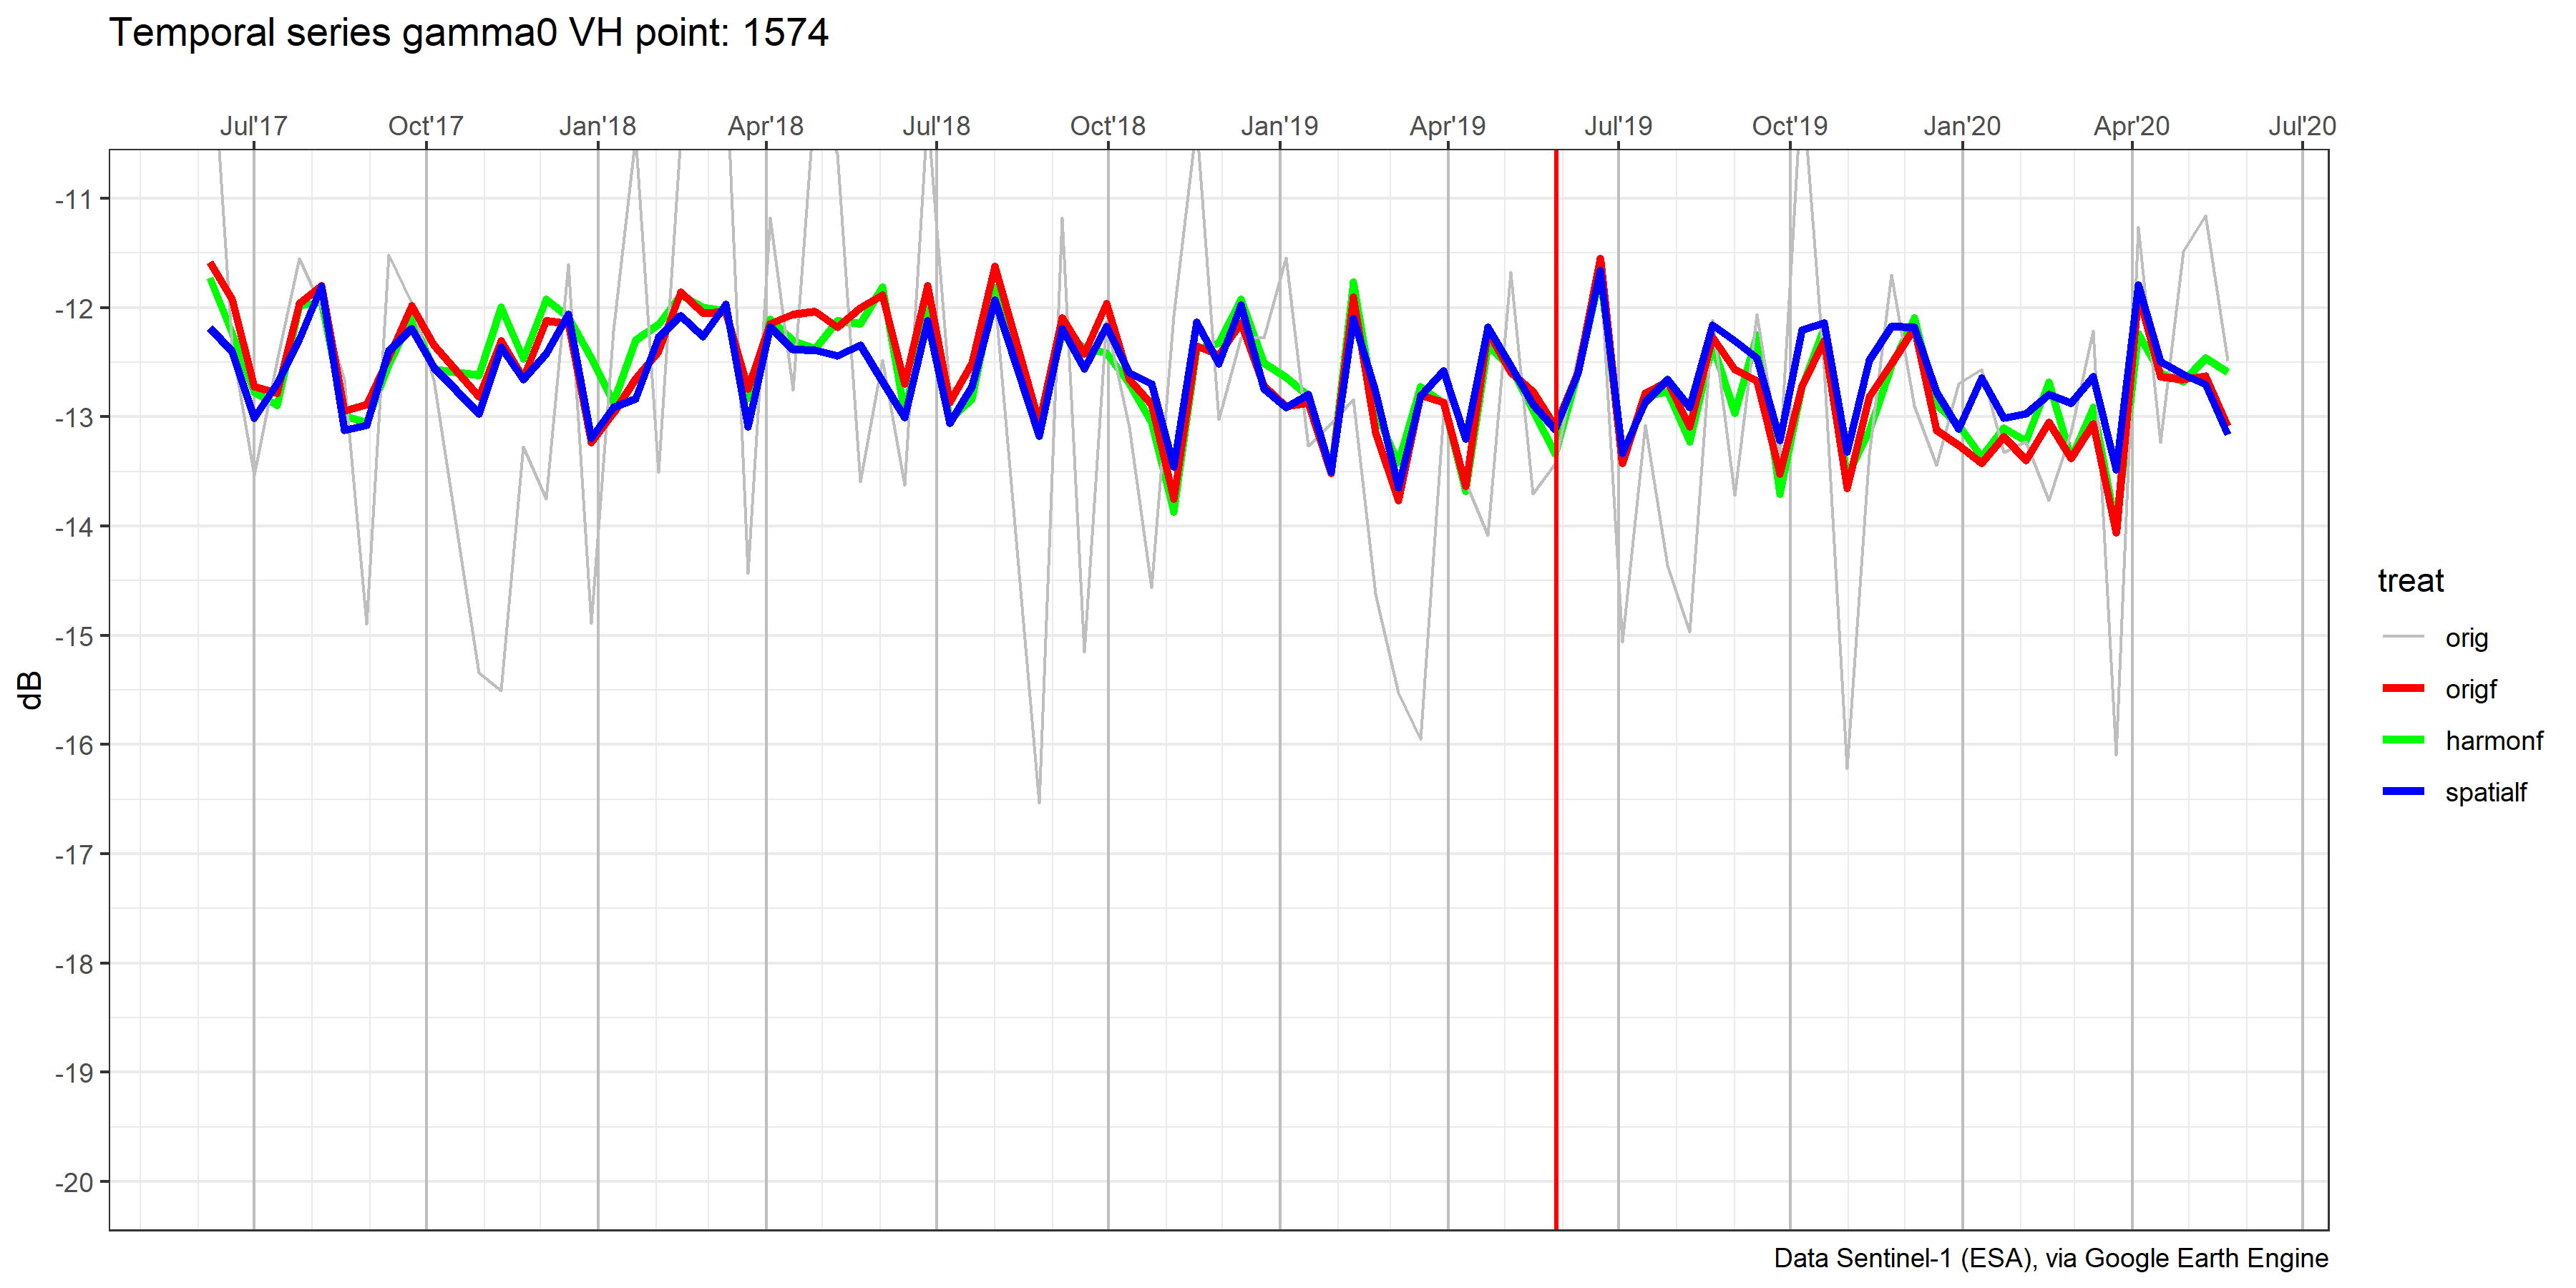 Temporal series gamma0 VH point: 1574
Jul'17 Oct'17 Jan'18 Apr'18 Jul'18 Oct'18 Jan'19 Apr'19 Jul'19 Oct'19 Jan'20 Apr'20 Jul'20
-11
-12
-13
-14
-15
-16
-17
-18
-19
-20
dB
treat
orig
origf
harmonf
spatialf
Data Sentinel-1 (ESA), via Google Earth Engine